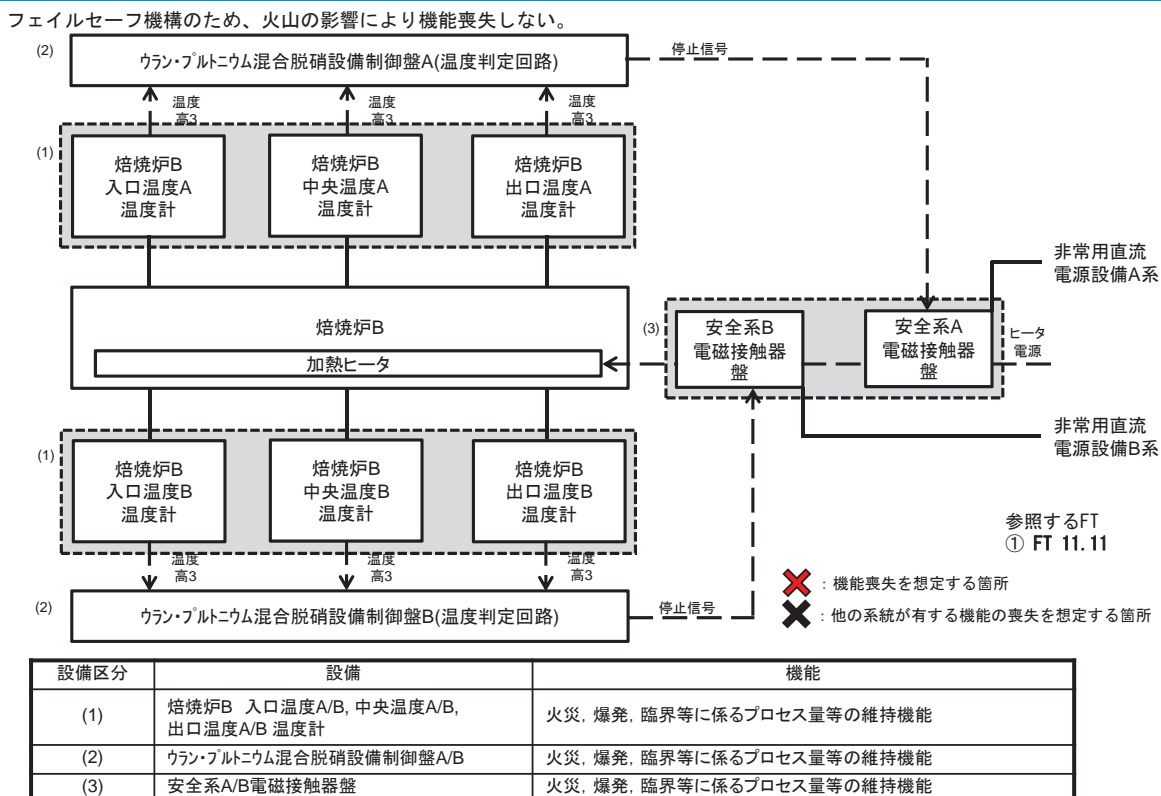 フェイルセーフ機構のため、火山の影響により機能喪失しない。
(2)
ウラン・プルトニウム混合脱硝設備制御盤A(温度判定回路)
停止信号
温度
高3
温度
高3
温度
高3
(1)
焙焼炉B
入口温度A
温度計
焙焼炉B
中央温度A
温度計
焙焼炉B
出口温度A
温度計
非常用直流
電源設備A系
焙焼炉B
加熱ヒータ
(3)
安全系B
電磁接触器
盤
安全系A
電磁接触器
盤
ヒータ
電源
非常用直流
電源設備B系
(1)
焙焼炉B
入口温度B
温度計
焙焼炉B
中央温度B
温度計
焙焼炉B
出口温度B
温度計
温度
高3
温度
高3
温度
高3
参照するFT
① FT 11.11
(2)
ウラン・プルトニウム混合脱硝設備制御盤B(温度判定回路)
停止信号
：機能喪失を想定する箇所
：他の系統が有する機能の喪失を想定する箇所
設備区分 設備 機能
(1) 焙焼炉B 入口温度A/B, 中央温度A/B, 
出口温度A/B 温度計 火災, 爆発, 臨界等に係るプロセス量等の維持機能
(2) ウラン・プルトニウム混合脱硝設備制御盤A/B 火災, 爆発, 臨界等に係るプロセス量等の維持機能
(3) 安全系A/B電磁接触器盤 火災, 爆発, 臨界等に係るプロセス量等の維持機能